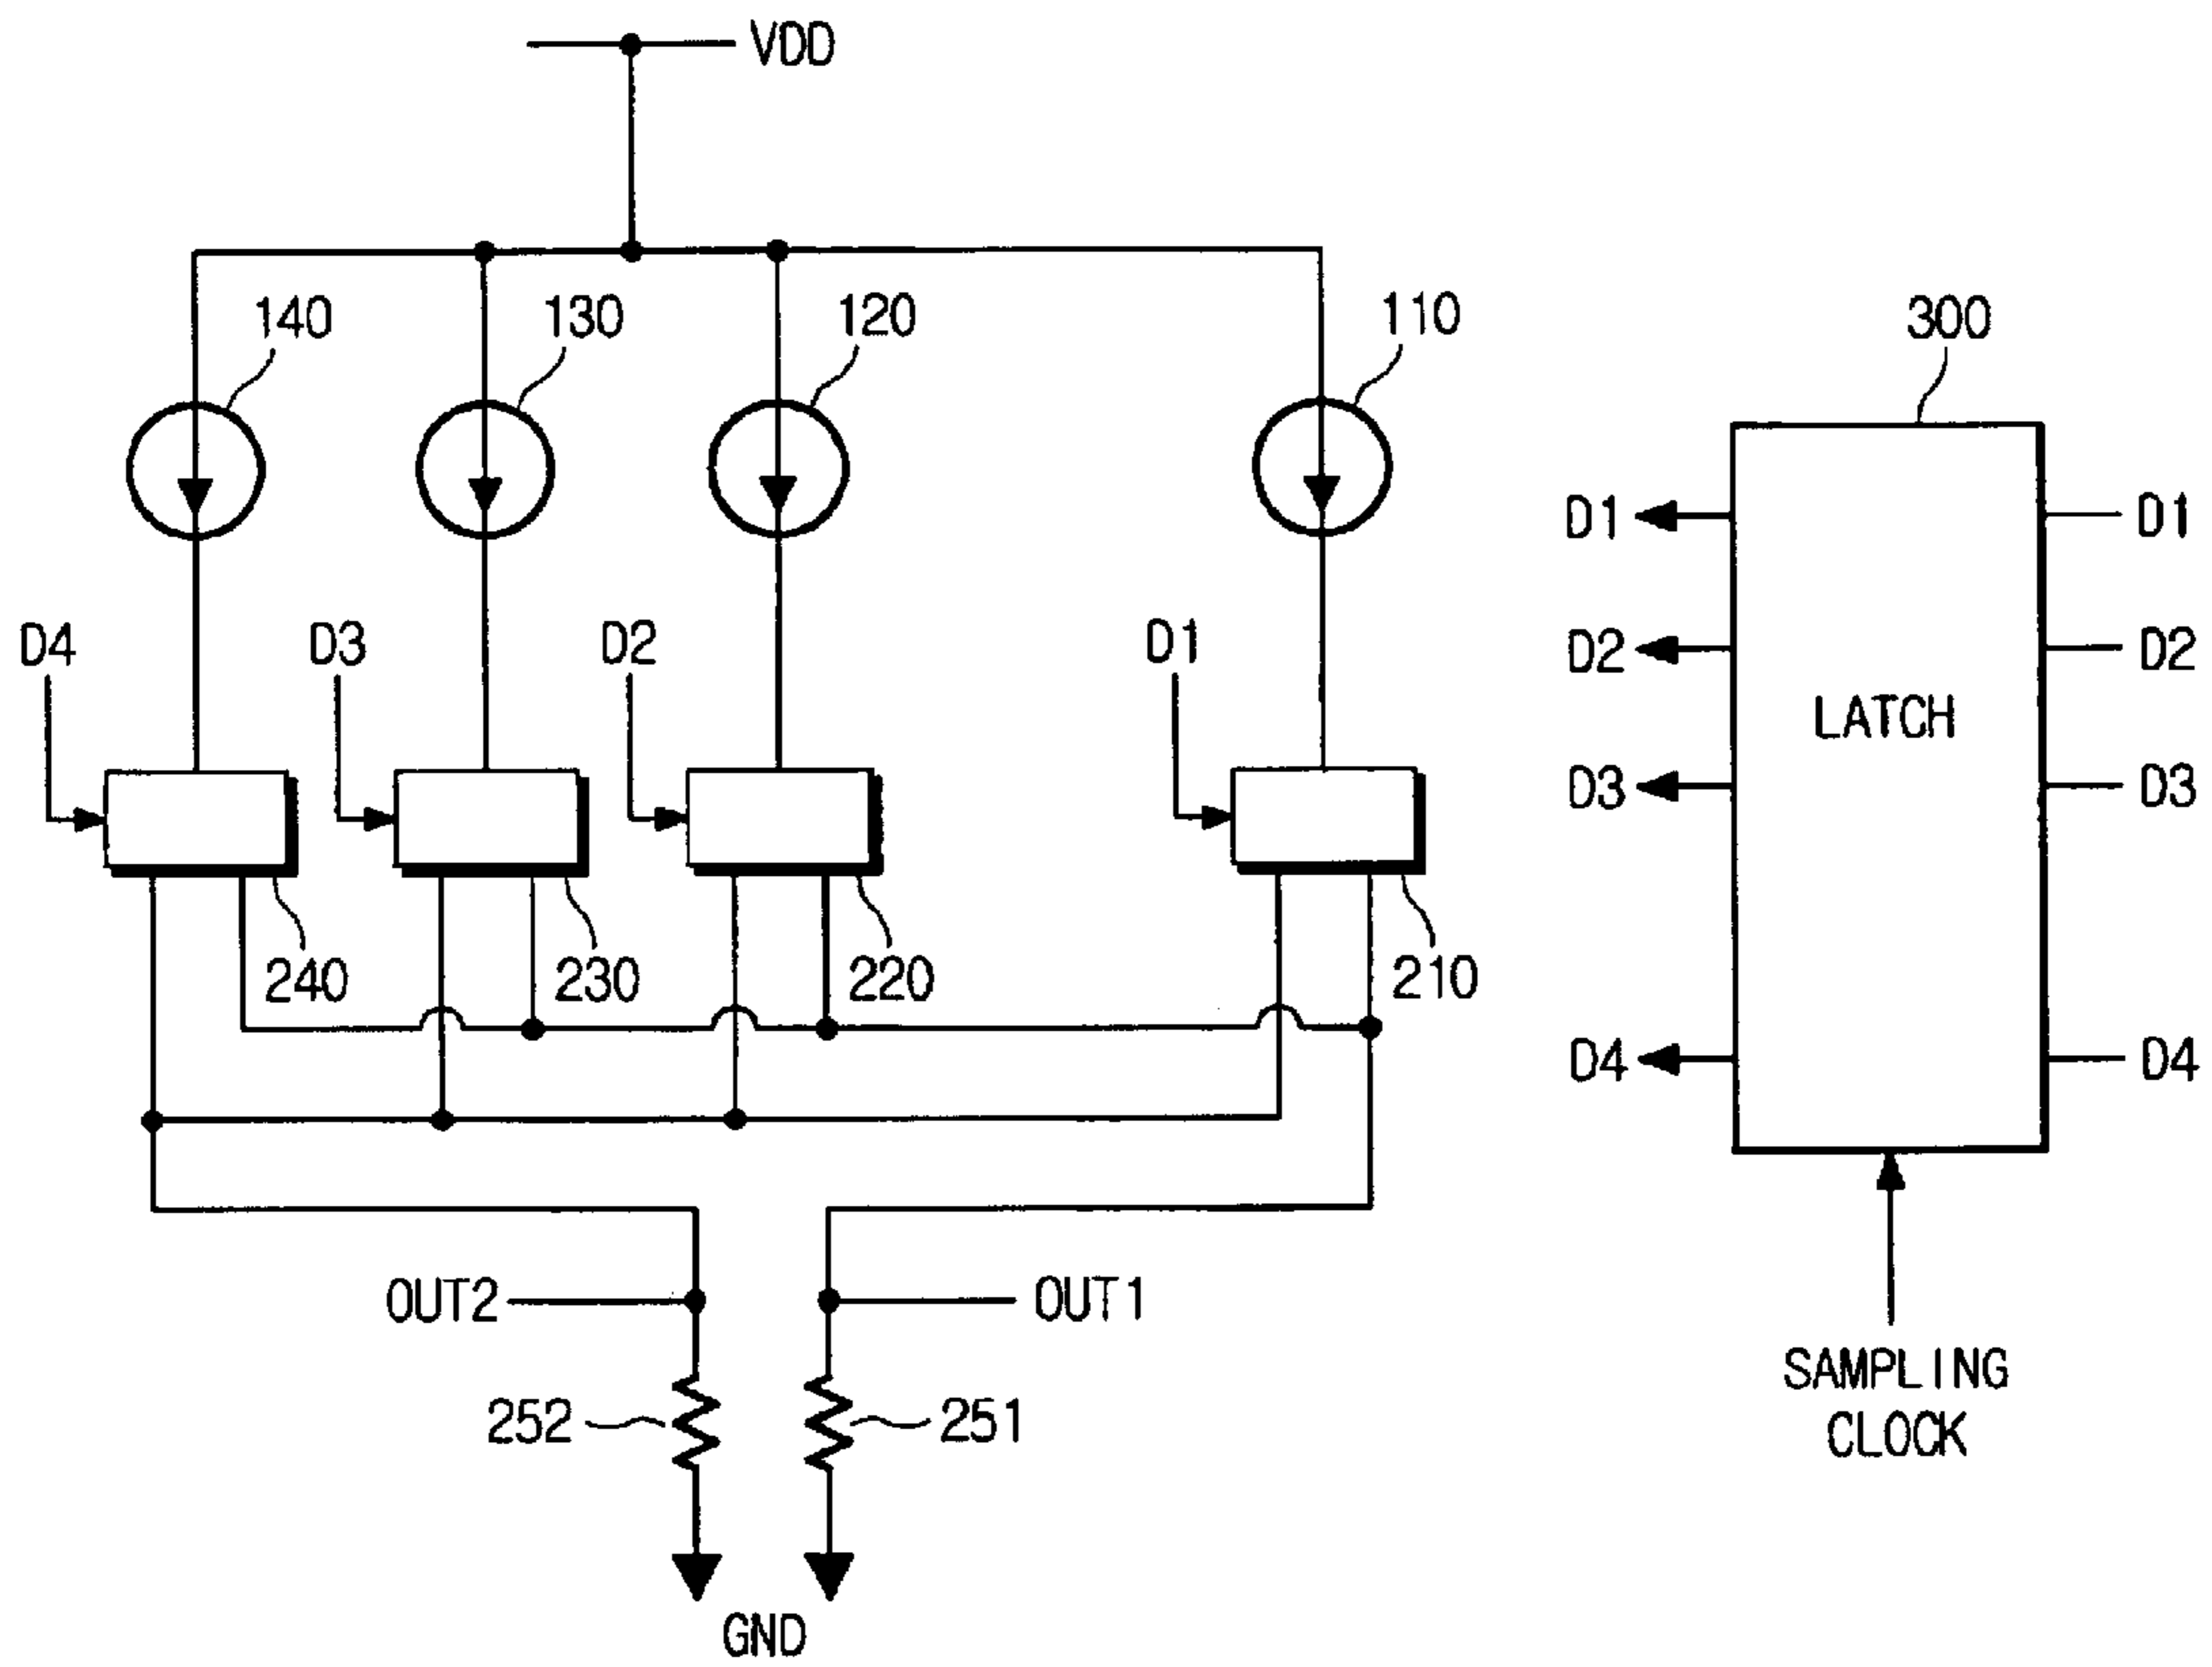 VDD
140
130
120
110
300
D4
D3
D2
D1
D1
D2
D3
D4
LATCH
D1
D2
D3
D4
240
230
220
210
OUT2
OUT1
252
251
GND
SAMPLING
CLOCK